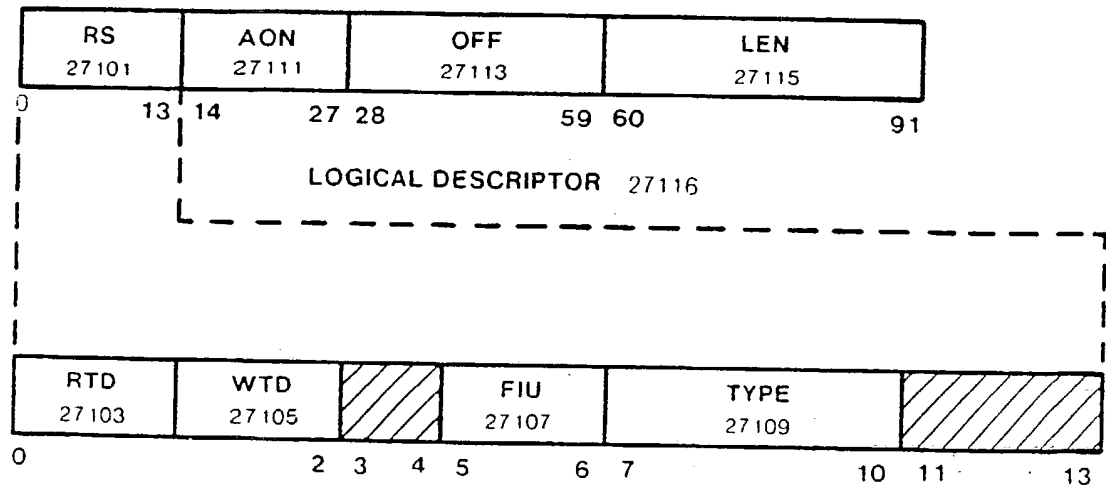 RS AON OFF LEN
27101 27111 27113 27115
0 13 14 27 28 59 60 91
LOGICAL DESCRIPTOR 27116
RTD WTD FIU TYPE
27103 27105 27107 27109
0 2 3 4 5 6 7 10 11 13